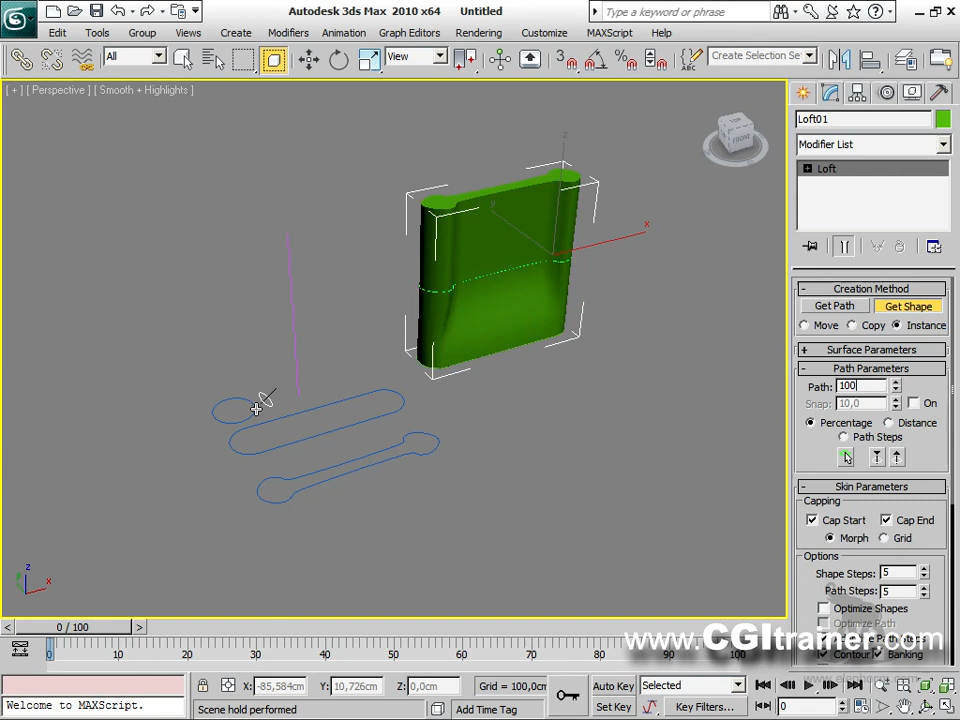 Autodesk 3ds Max 2010 x64 Untitled
Type a keyword or phrase
Edit Tools Group Views Create Modifiers Animation Graph Editors Rendering Customize MAXScript Help
All View 3 Create Selection Se
[ + ] [ Perspective ] [ Smooth + Highlights ]
TOP
FRONT
Loft01
Modifier List
Loft
z
y
x
Creation Method
Get Path Get Shape
Move Copy Instance
Surface Parameters
Path Parameters
Path: 100
Snap: 10,0 On
Percentage Distance
Path Steps
Skin Parameters
Capping
Cap Start Cap End
Morph Grid
Options
Shape Steps: 5
Path Steps: 5
Optimize Shapes
Optimize Path
Path Steps
Contour Banking
z
x
www.CGItrainer.com
0 / 100
0 10 20 30 40 50 60 70 80 90 100
X: -85,584cm Y: 10,726cm Z: 0,0cm Grid = 100,0cm
Auto Key Selected
Set Key Key Filters... 0
Welcome to MAXScript.
Scene hold performed Add Time Tag